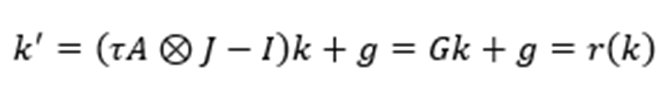 k′ = (τA ⊗ J − I)k + g = Gk + g = r(k)